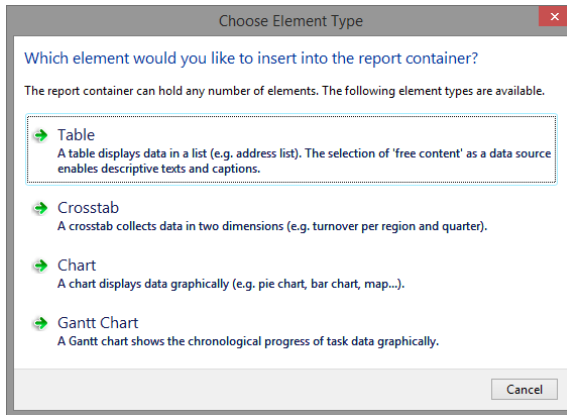 Choose Element Type
Which element would you like to insert into the report container?
The report container can hold any number of elements. The following element types are available.
Table
A table displays data in a list (e.g. address list). The selection of 'free content' as a data source
enables descriptive texts and captions.
Crosstab
A crosstab collects data in two dimensions (e.g. turnover per region and quarter).
Chart
A chart displays data graphically (e.g. pie chart, bar chart, map...).
Gantt Chart
A Gantt chart shows the chronological progress of task data graphically.
Cancel